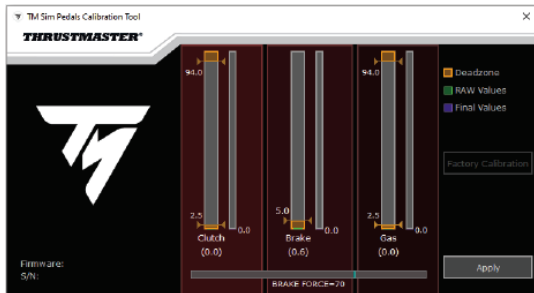 TM Sim Pedals Calibration Tool
THRUSTMASTER®
94.0
94.0
Deadzone
RAW Values
Final Values
Factory Calibration
2.5
0.0
5.0
0.0
2.5
0.0
Clutch
Brake
Gas
(0.0)
(0.6)
(0.0)
Firmware:
S/N:
Apply
BRAKE FORCE=70